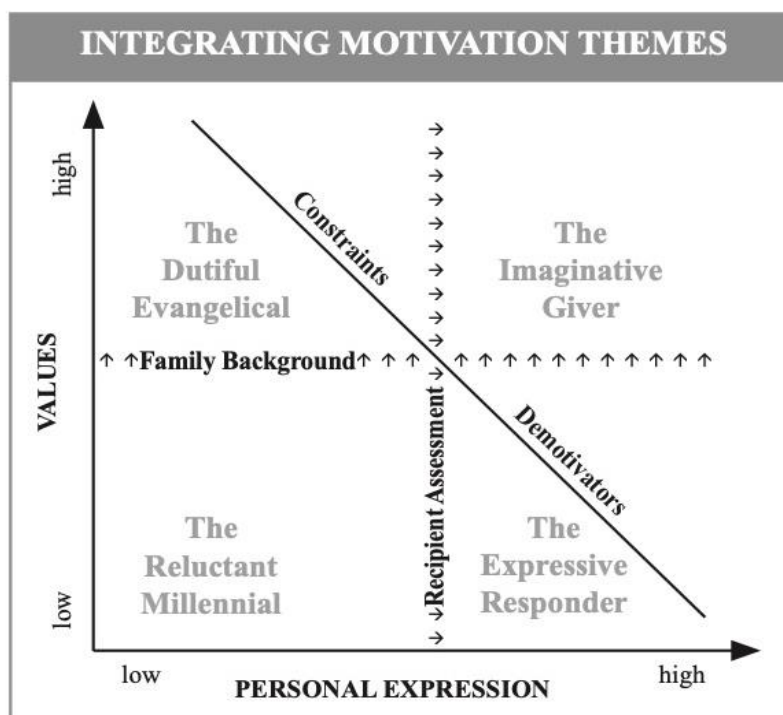 INTEGRATING MOTIVATION THEMES
high
Constraints
The
Dutiful
Evangelical
The
Imaginative
Giver
VALUES
Family Background
Recipient Assessment
Demotivators
The
Reluctant
Millennial
The
Expressive
Responder
low
low
high
PERSONAL EXPRESSION